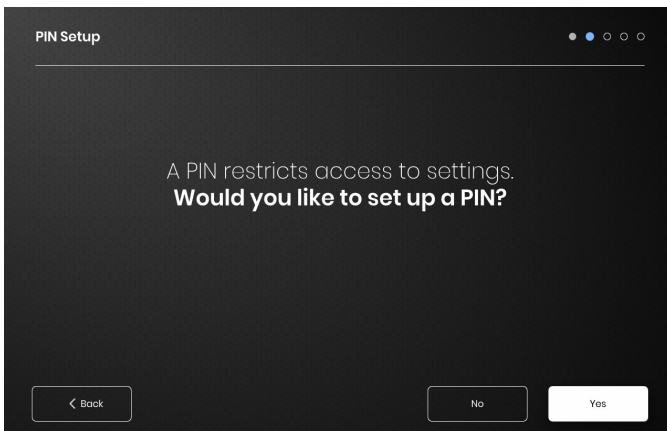 PIN Setup
A PIN restricts access to settings.
Would you like to set up a PIN?
Back
No
Yes